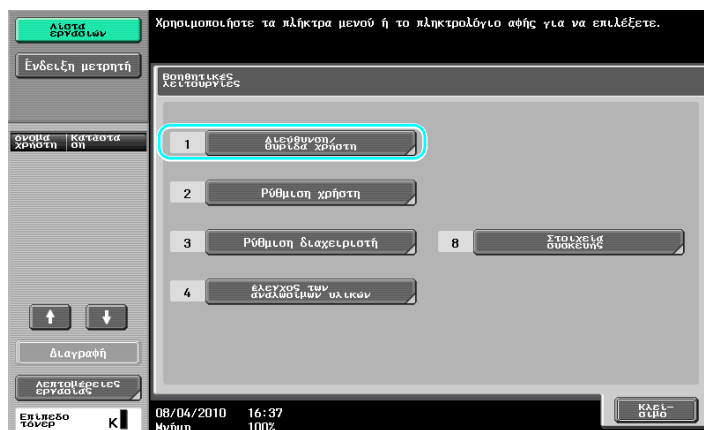 Λίστα
εργασιών
Χρησιμοποιήστε τα πλήκτρα μενού ή το πληκτρολόγιο αφής για να επιλέξετε.
Ένδειξη μετρητή
Βοηθητικές
λειτουργίες
όνομα
χρήστη
Κατάστα
ση
1
Διεύθυνση/
θυρίδα χρήστη
2
Ρύθμιση χρήστη
3
Ρύθμιση διαχειριστή
8
Στοιχεία
συσκευής
4
έλεγχος των
αναλώσιμων υλικών
Διαγραφή
Λεπτομέρειες
εργασίας
Επίπεδο
τόνερ
K
08/04/2010 16:37
Μνήμη 100%
Κλεί-
σιμο